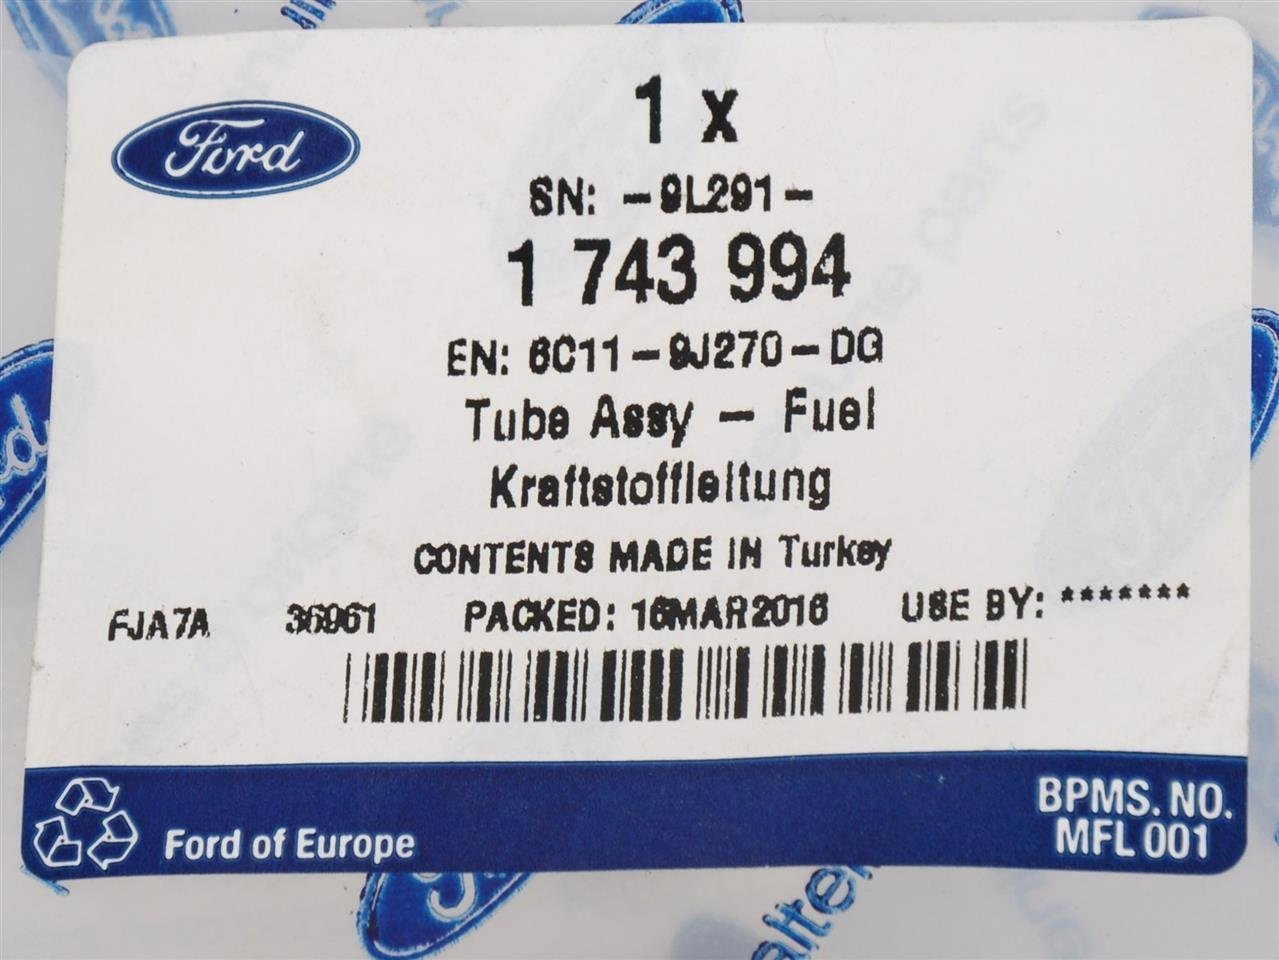 Ford
1 x
SN: -9L291-
1 743 994
EN: 6C11-9J270-DG
Tube Assy - Fuel
Kraftstoffleitung
CONTENTS MADE IN Turkey
FJA7A 36961 PACKED: 16MAR2016 USE BY: *******
Ford of Europe
BPMS. NO.
MFL 001